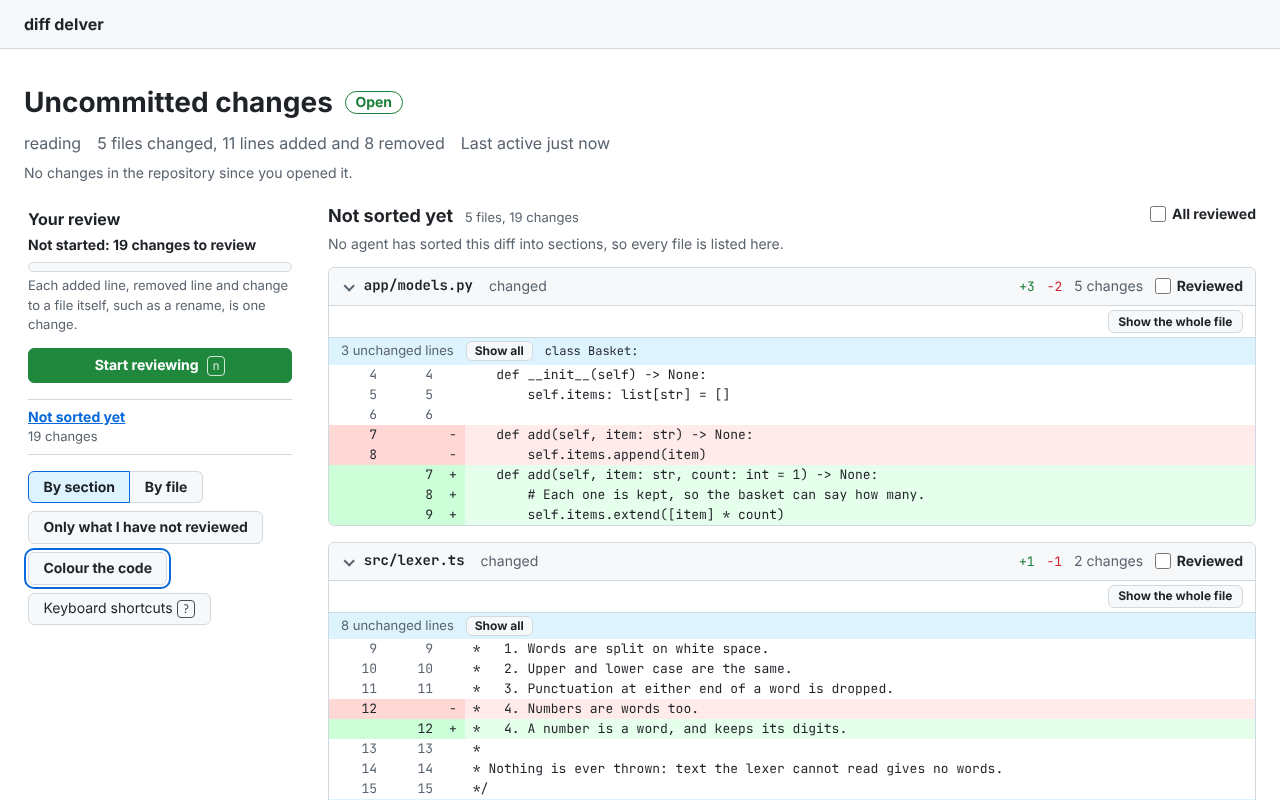 diff delver
Uncommitted changes Open
reading 5 files changed, 11 lines added and 8 removed Last active just now
No changes in the repository since you opened it.
Your review
Not started: 19 changes to review
Each added line, removed line and change
to a file itself, such as a rename, is one
change.
Start reviewing n
Not sorted yet
19 changes
By section By file
Only what I have not reviewed
Colour the code
Keyboard shortcuts ?
Not sorted yet 5 files, 19 changes All reviewed
No agent has sorted this diff into sections, so every file is listed here.
app/models.py changed +3 -2 5 changes Reviewed
Show the whole file
3 unchanged lines Show all class Basket:
4 4 def __init__(self) -> None:
5 5 self.items: list[str] = []
6 6
7 - def add(self, item: str) -> None:
8 - self.items.append(item)
7 + def add(self, item: str, count: int = 1) -> None:
8 + # Each one is kept, so the basket can say how many.
9 + self.items.extend([item] * count)
src/lexer.ts changed +1 -1 2 changes Reviewed
Show the whole file
8 unchanged lines Show all
9 9 * 1. Words are split on white space.
10 10 * 2. Upper and lower case are the same.
11 11 * 3. Punctuation at either end of a word is dropped.
12 - * 4. Numbers are words too.
12 + * 4. A number is a word, and keeps its digits.
13 13 *
14 14 * Nothing is ever thrown: text the lexer cannot read gives no words.
15 15 */